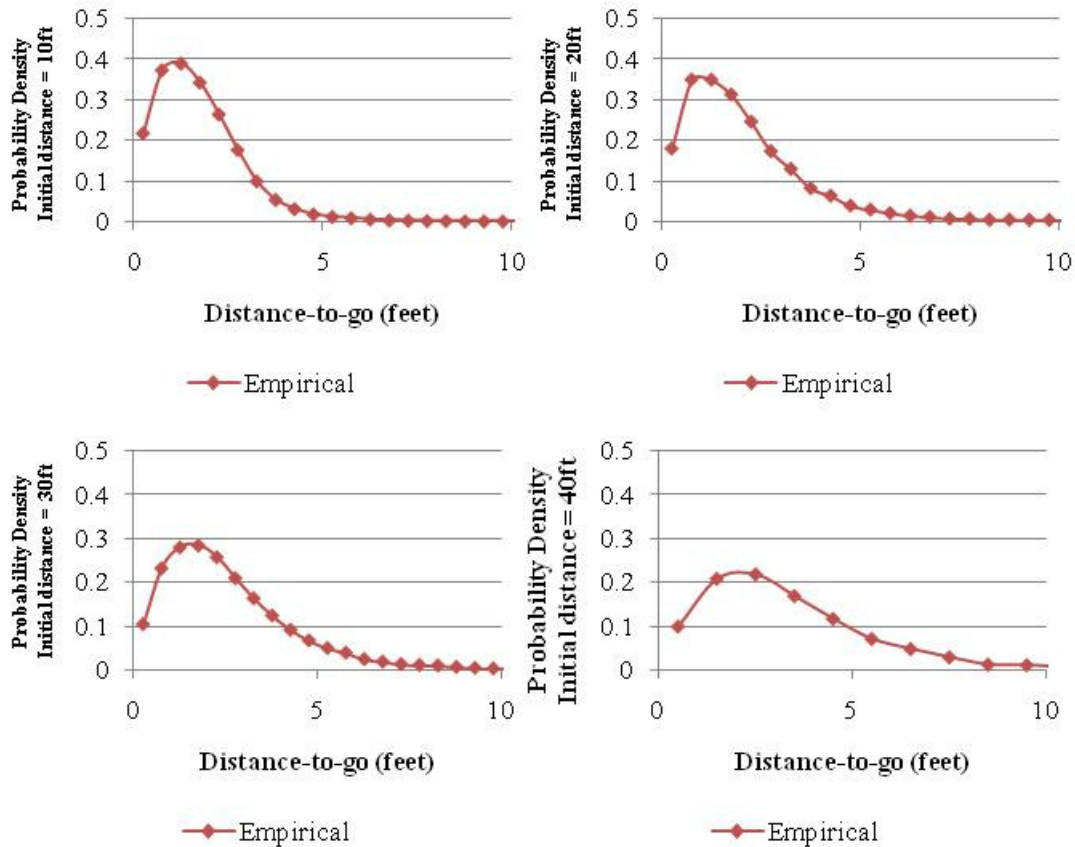 Probability Density
Initial distance = 10ft
0.5
0.4
0.3
0.2
0.1
0
0 5 10
Distance-to-go (feet)
Empirical
Probability Density
Initial distance = 20ft
0.5
0.4
0.3
0.2
0.1
0
0 5 10
Distance-to-go (feet)
Empirical
Probability Density
Initial distance = 30ft
0.5
0.4
0.3
0.2
0.1
0
0 5 10
Distance-to-go (feet)
Empirical
Probability Density
Initial distance = 40ft
0.5
0.4
0.3
0.2
0.1
0
0 5 10
Distance-to-go (feet)
Empirical